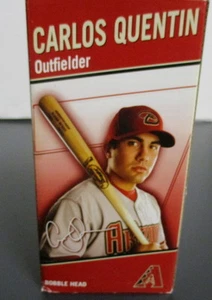 CARLOS QUENTIN
Outfielder
BOBBLE HEAD